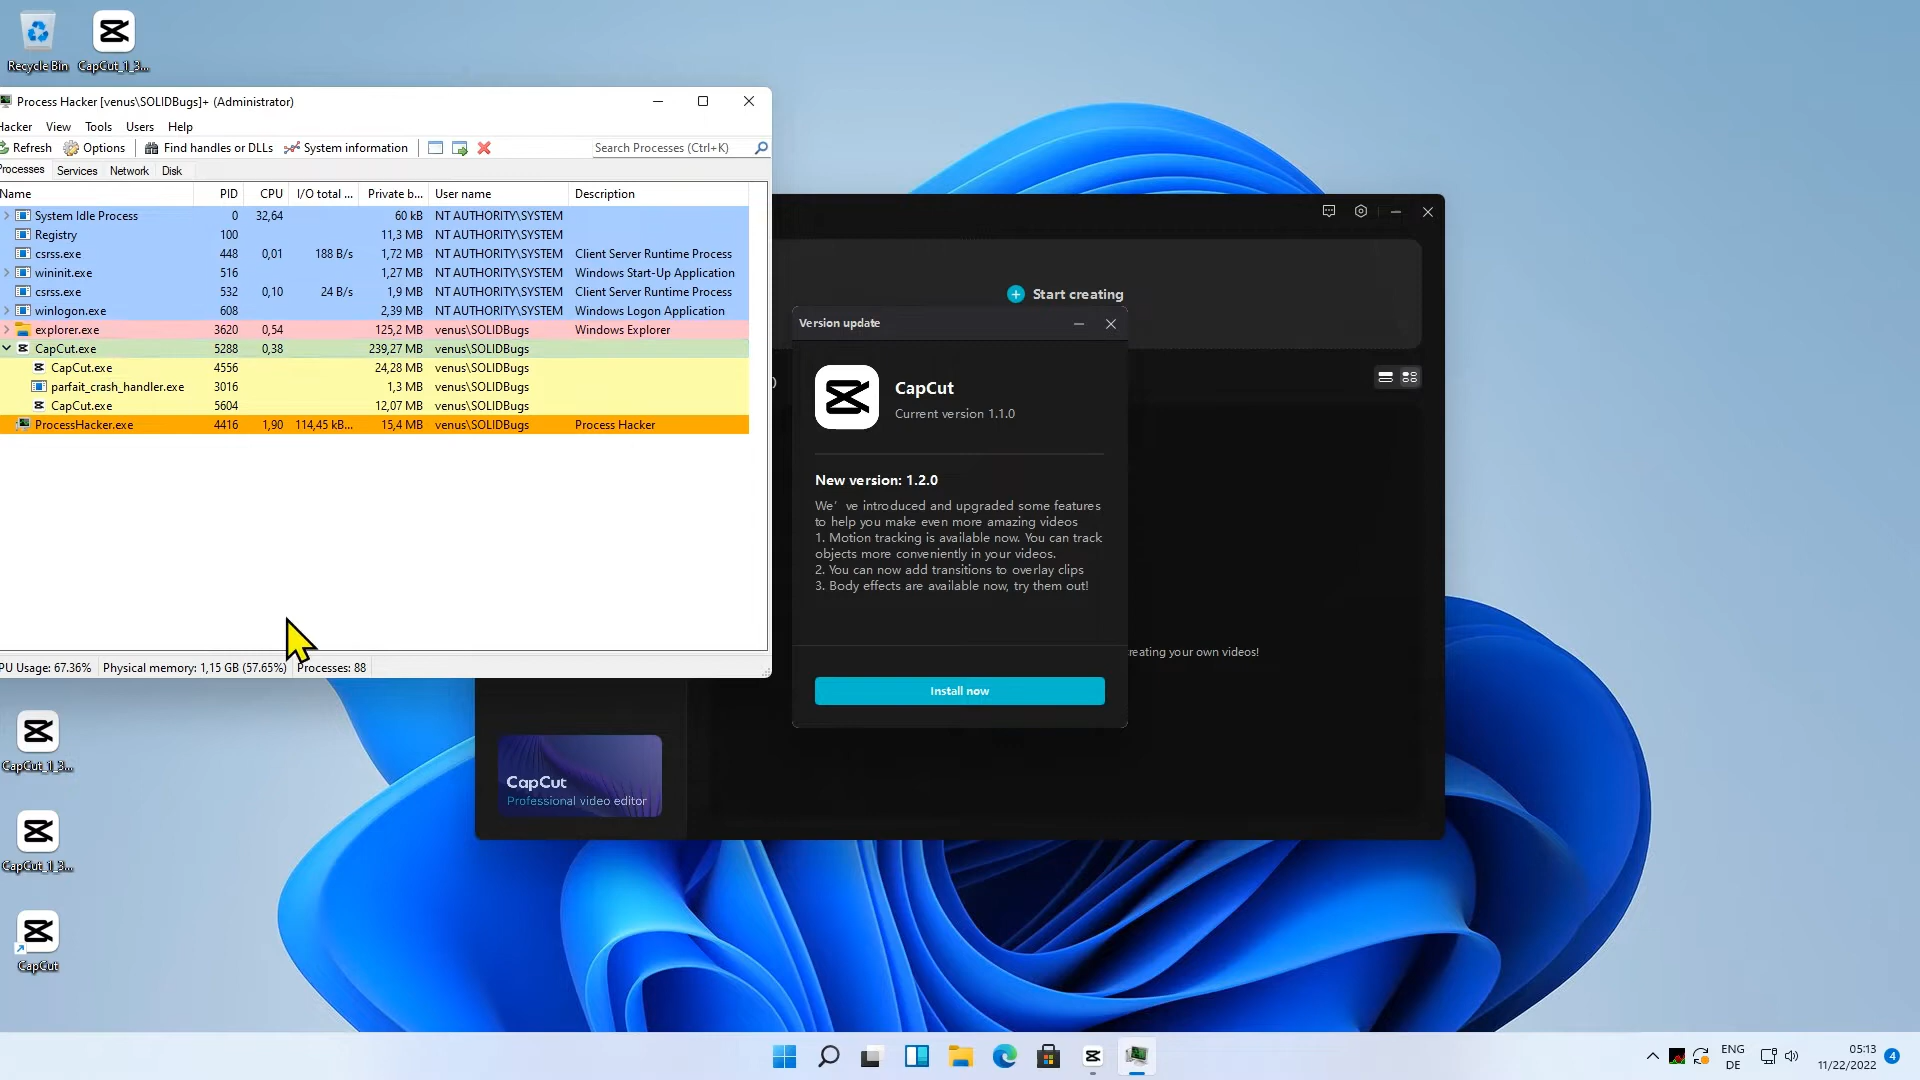 Recycle Bin
CapCut_1_3...
Process Hacker [venus\SOLIDBugs]+ (Administrator)
Hacker View Tools Users Help
Refresh Options Find handles or DLLs System information Search Processes (Ctrl+K)
Processes Services Network Disk
Name PID CPU I/O total ... Private b... User name Description
System Idle Process 0 32,64 60 kB NT AUTHORITY\SYSTEM
Registry 100 11,3 MB NT AUTHORITY\SYSTEM
csrss.exe 448 0,01 188 B/s 1,72 MB NT AUTHORITY\SYSTEM Client Server Runtime Process
wininit.exe 516 1,27 MB NT AUTHORITY\SYSTEM Windows Start-Up Application
csrss.exe 532 0,10 24 B/s 1,9 MB NT AUTHORITY\SYSTEM Client Server Runtime Process
winlogon.exe 608 2,39 MB NT AUTHORITY\SYSTEM Windows Logon Application
explorer.exe 3620 0,54 125,2 MB venus\SOLIDBugs Windows Explorer
CapCut.exe 5288 0,38 239,27 MB venus\SOLIDBugs
CapCut.exe 4556 24,28 MB venus\SOLIDBugs
parfait_crash_handler.exe 3016 1,3 MB venus\SOLIDBugs
CapCut.exe 5604 12,07 MB venus\SOLIDBugs
ProcessHacker.exe 4416 1,90 114,45 kB... 15,4 MB venus\SOLIDBugs Process Hacker
PU Usage: 67.36% Physical memory: 1,15 GB (57.65%) Processes: 88
Start creating
Version update
CapCut
Current version 1.1.0
New version: 1.2.0
We've introduced and upgraded some features
to help you make even more amazing videos
1. Motion tracking is available now. You can track
objects more conveniently in your videos.
2. You can now add transitions to overlay clips
3. Body effects are available now, try them out!
Install now
reating your own videos!
CapCut
Professional video editor
CapCut_1_3...
CapCut_1_3...
CapCut
ENG
DE
05:13
11/22/2022
4